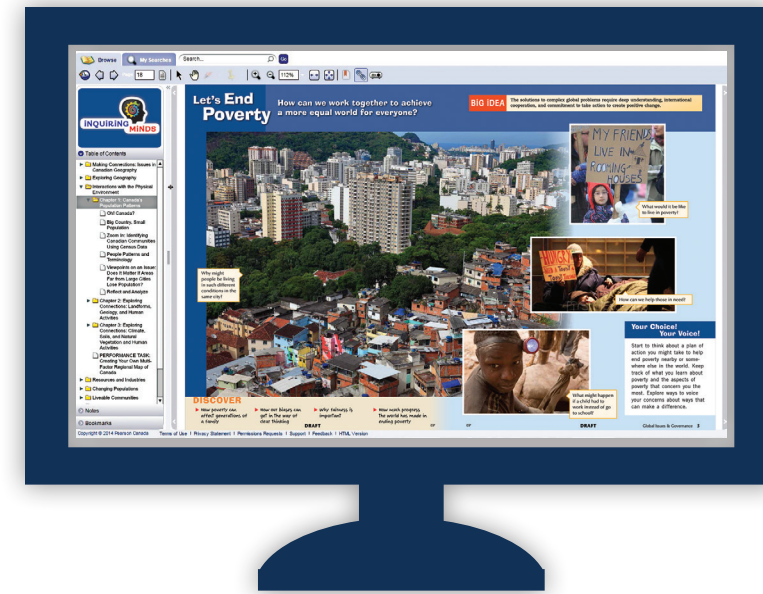 Browse
My Searches
Search...
Go
18
112%
INQUIRING
MINDS
Table of Contents
Making Connections: Issues in
Canadian Geography
Exploring Geography
Interactions with the Physical
Environment
Chapter 1: Canada's
Population Patterns
Oh! Canada?
Big Country, Small
Population
Zoom In: Identifying
Canadian Communities
Using Census Data
People Patterns and
Terminology
Viewpoints on an Issue:
Does It Matter If Areas
Far from Large Cities
Lose Population?
Reflect and Analyze
Chapter 2: Exploring
Connections: Landforms,
Geology, and Human
Activities
Chapter 3: Exploring
Connections: Climate,
Soils, and Natural
Vegetation and Human
Activities
PERFORMANCE TASK:
Creating Your Own Multi-
Factor Regional Map of
Canada
Resources and Industries
Changing Populations
Liveable Communities
Notes
Bookmarks
Let's End
Poverty
How can we work together to achieve
a more equal world for everyone?
BIG IDEA
The solutions to complex global problems require deep understanding, international
cooperation, and commitment to take action to create positive change.
MY FRIENDS
LIVE IN
ROOMING-
HOUSES
What would it be like
to live in poverty?
Why might
people be living
in such different
conditions in the
same city?
HUNGRY
How can we help those in need?
What might happen
if a child had to
work instead of go
to school?
Your Choice!
Your Voice!
Start to think about a plan of
action you might take to help
end poverty nearby or some-
where else in the world. Keep
track of what you learn about
poverty and the aspects of
poverty that concern you the
most. Explore ways to voice
your concerns about ways that
can make a difference.
DISCOVER
How poverty can
affect generations of
a family
How our biases can
get in the way of
clear thinking
Why fairness is
important
How much progress
the world has made in
ending poverty
DRAFT
DRAFT
Global Issues & Governance 3
Copyright © 2014 Pearson Canada Terms of Use | Privacy Statement | Permissions Requests | Support | Feedback | HTML Version